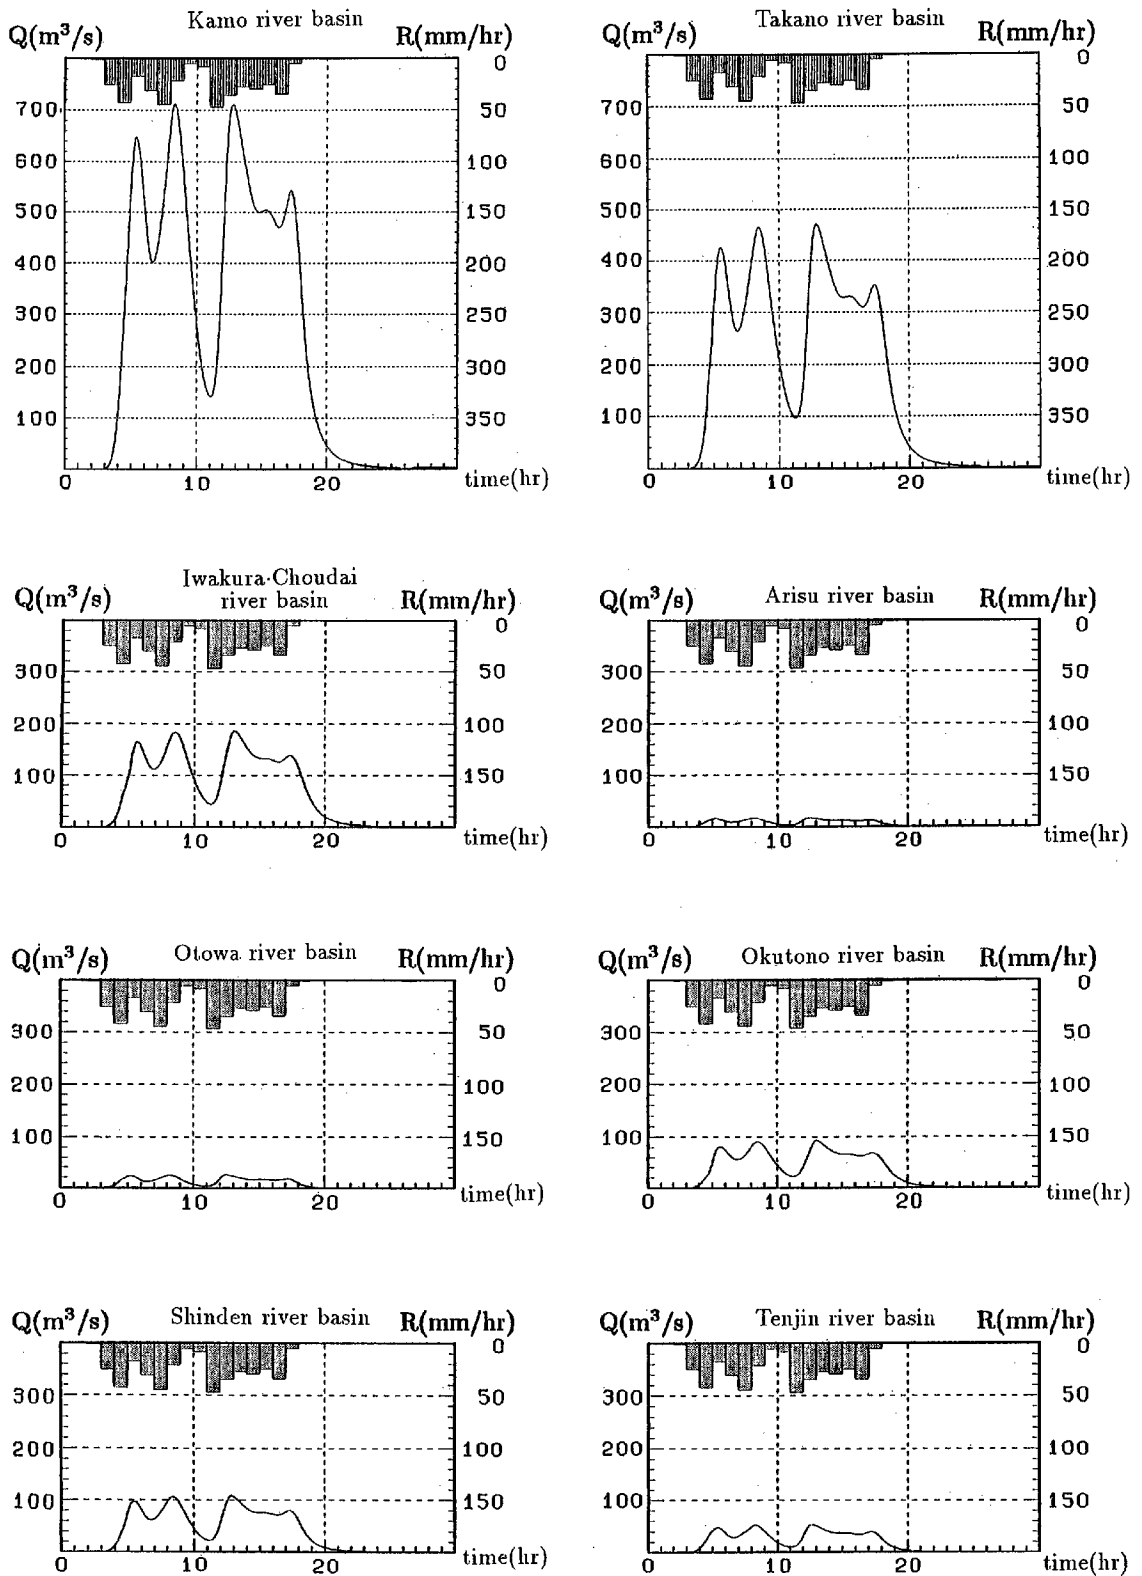 Kamo river basin
Q(m³/s) R(mm/hr)
0
700 50
600 100
500 150
400 200
300 250
200 300
100 350
0 10 20 time(hr)
Takano river basin
Q(m³/s) R(mm/hr)
0
700 50
600 100
500 150
400 200
300 250
200 300
100 350
0 10 20 time(hr)
Iwakura·Choudai
river basin
Q(m³/s) R(mm/hr)
0
300 50
200 100
100 150
0 10 20 time(hr)
Arisu river basin
Q(m³/s) R(mm/hr)
0
300 50
200 100
100 150
0 10 20 time(hr)
Otowa river basin
Q(m³/s) R(mm/hr)
0
300 50
200 100
100 150
0 10 20 time(hr)
Okutono river basin
Q(m³/s) R(mm/hr)
0
300 50
200 100
100 150
0 10 20 time(hr)
Shinden river basin
Q(m³/s) R(mm/hr)
0
300 50
200 100
100 150
0 10 20 time(hr)
Tenjin river basin
Q(m³/s) R(mm/hr)
0
300 50
200 100
100 150
0 10 20 time(hr)